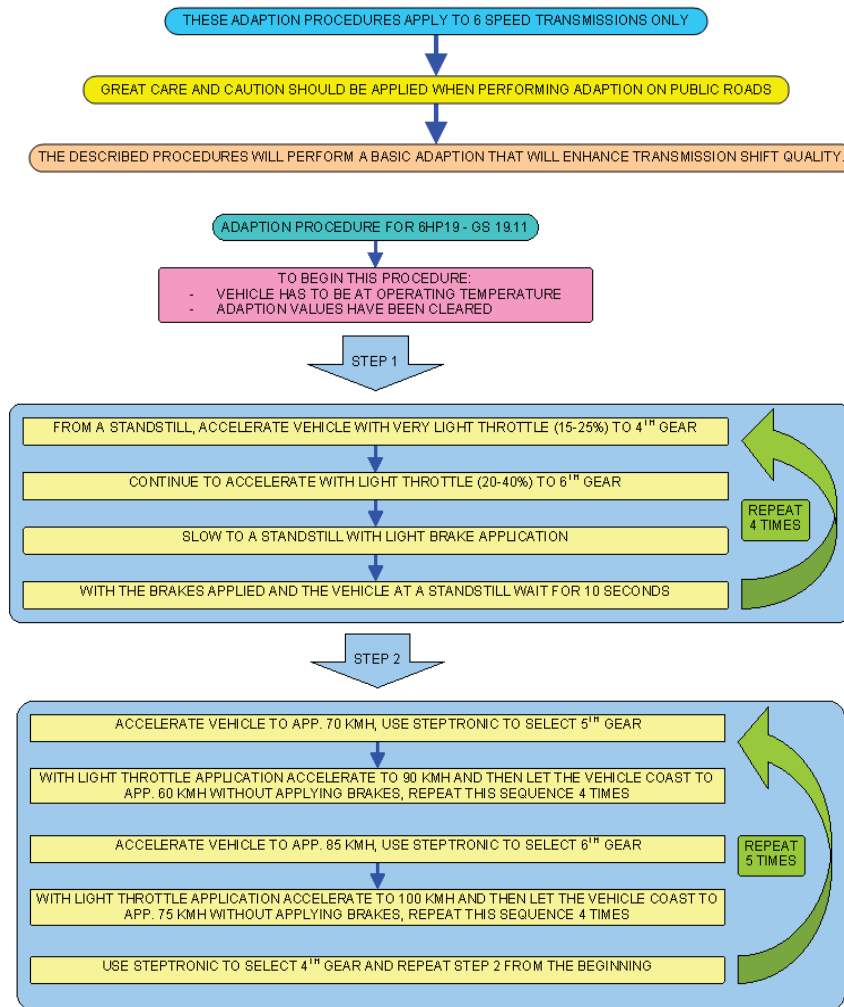 THESE ADAPTION PROCEDURES APPLY TO 6 SPEED TRANSMISSIONS ONLY
GREAT CARE AND CAUTION SHOULD BE APPLIED WHEN PERFORMING ADAPTION ON PUBLIC ROADS
THE DESCRIBED PROCEDURES WILL PERFORM A BASIC ADAPTION THAT WILL ENHANCE TRANSMISSION SHIFT QUALITY.
ADAPTION PROCEDURE FOR 6HP19 - GS 19.11
TO BEGIN THIS PROCEDURE:
- VEHICLE HAS TO BE AT OPERATING TEMPERATURE
- ADAPTION VALUES HAVE BEEN CLEARED
STEP 1
FROM A STANDSTILL, ACCELERATE VEHICLE WITH VERY LIGHT THROTTLE (15-25%) TO 4TH GEAR
CONTINUE TO ACCELERATE WITH LIGHT THROTTLE (20-40%) TO 6TH GEAR
SLOW TO A STANDSTILL WITH LIGHT BRAKE APPLICATION
WITH THE BRAKES APPLIED AND THE VEHICLE AT A STANDSTILL WAIT FOR 10 SECONDS
REPEAT
4 TIMES
STEP 2
ACCELERATE VEHICLE TO APP. 70 KMH, USE STEPTRONIC TO SELECT 5TH GEAR
WITH LIGHT THROTTLE APPLICATION ACCELERATE TO 90 KMH AND THEN LET THE VEHICLE COAST TO
APP. 60 KMH WITHOUT APPLYING BRAKES, REPEAT THIS SEQUENCE 4 TIMES
ACCELERATE VEHICLE TO APP. 85 KMH, USE STEPTRONIC TO SELECT 6TH GEAR
WITH LIGHT THROTTLE APPLICATION ACCELERATE TO 100 KMH AND THEN LET THE VEHICLE COAST TO
APP. 75 KMH WITHOUT APPLYING BRAKES, REPEAT THIS SEQUENCE 4 TIMES
USE STEPTRONIC TO SELECT 4TH GEAR AND REPEAT STEP 2 FROM THE BEGINNING
REPEAT
5 TIMES